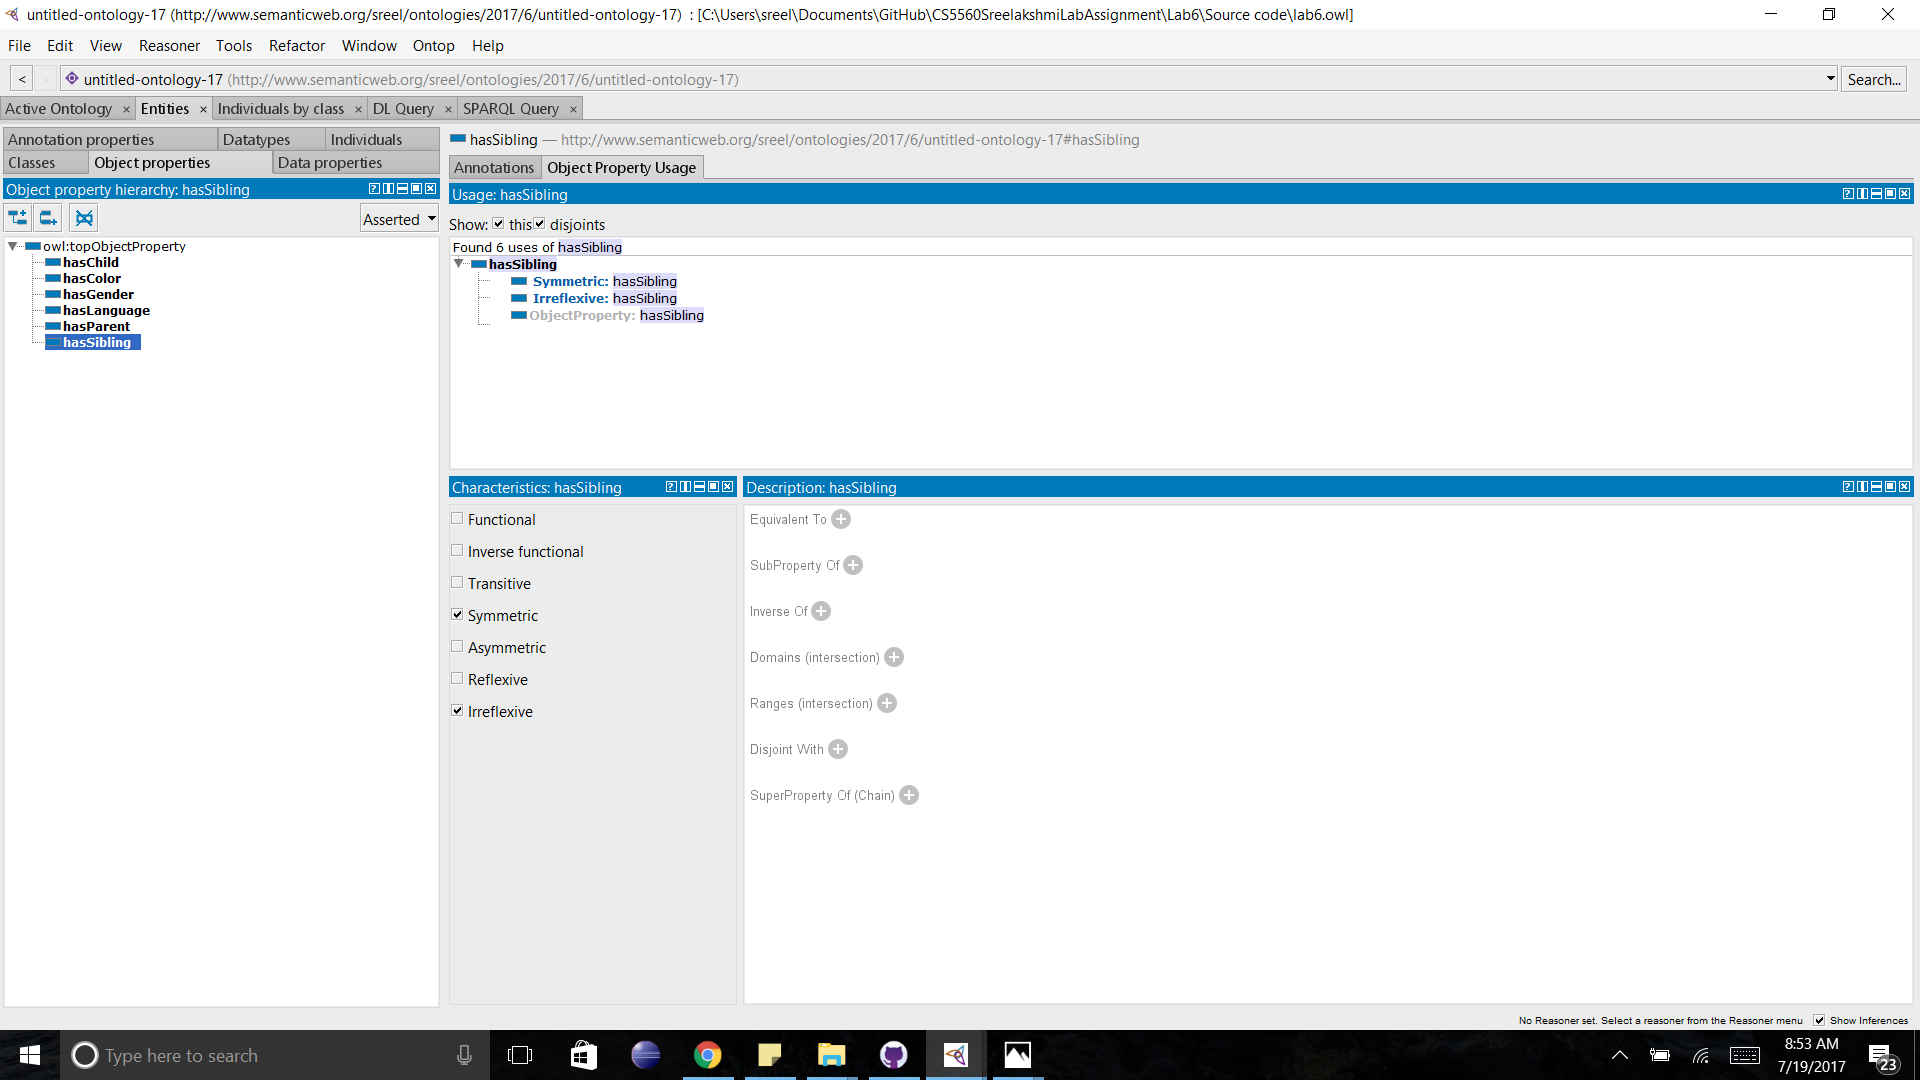 untitled-ontology-17 (http://www.semanticweb.org/sreel/ontologies/2017/6/untitled-ontology-17) : [C:\Users\sreel\Documents\GitHub\CS5560SreelakshmiLabAssignment\Lab6\Source code\lab6.owl]
File Edit View Reasoner Tools Refactor Window Ontop Help
< > untitled-ontology-17 (http://www.semanticweb.org/sreel/ontologies/2017/6/untitled-ontology-17) Search...
Active Ontology × Entities × Individuals by class × DL Query × SPARQL Query ×
Annotation properties Datatypes Individuals
Classes Object properties Data properties
Object property hierarchy: hasSibling
Asserted
owl:topObjectProperty
hasChild
hasColor
hasGender
hasLanguage
hasParent
hasSibling
hasSibling — http://www.semanticweb.org/sreel/ontologies/2017/6/untitled-ontology-17#hasSibling
Annotations Object Property Usage
Usage: hasSibling
Show: this disjoints
Found 6 uses of hasSibling
hasSibling
Symmetric: hasSibling
Irreflexive: hasSibling
ObjectProperty: hasSibling
Characteristics: hasSibling
Functional
Inverse functional
Transitive
Symmetric
Asymmetric
Reflexive
Irreflexive
Description: hasSibling
Equivalent To
SubProperty Of
Inverse Of
Domains (intersection)
Ranges (intersection)
Disjoint With
SuperProperty Of (Chain)
No Reasoner set. Select a reasoner from the Reasoner menu Show Inferences
Type here to search
8:53 AM
7/19/2017
23